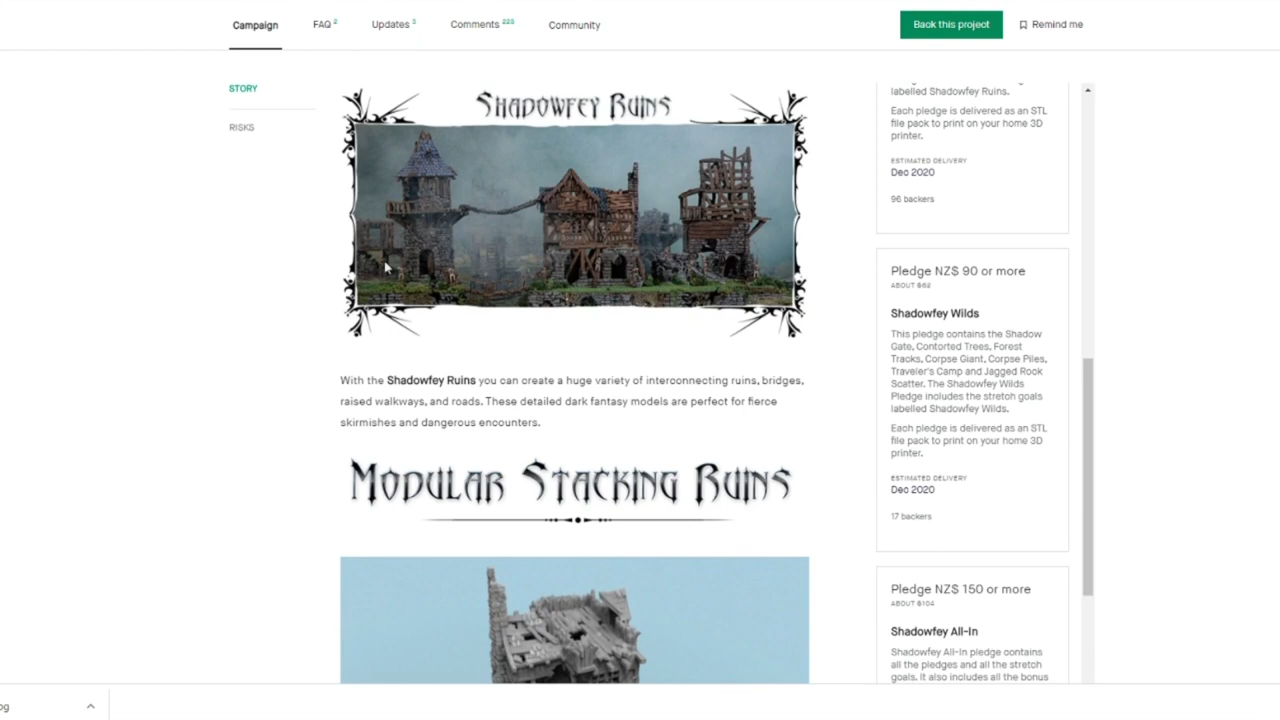 Campaign
FAQ 2
Updates 3
Comments 225
Community
Back this project
Remind me
STORY
RISKS
SHADOWFEY RUINS
With the Shadowfey Ruins you can create a huge variety of interconnecting ruins, bridges,
raised walkways, and roads. These detailed dark fantasy models are perfect for fierce
skirmishes and dangerous encounters.
MODULAR STACKING RUINS
labelled Shadowfey Ruins.
Each pledge is delivered as an STL
file pack to print on your home 3D
printer.
ESTIMATED DELIVERY
Dec 2020
96 backers
Pledge NZ$ 90 or more
ABOUT $62
Shadowfey Wilds
This pledge contains the Shadow
Gate, Contorted Trees, Forest
Tracks, Corpse Giant, Corpse Piles,
Traveler's Camp and Jagged Rock
Scatter. The Shadowfey Wilds
Pledge includes the stretch goals
labelled Shadowfey Wilds.
Each pledge is delivered as an STL
file pack to print on your home 3D
printer.
ESTIMATED DELIVERY
Dec 2020
17 backers
Pledge NZ$ 150 or more
ABOUT $104
Shadowfey All-In
Shadowfey All-In pledge contains
all the pledges and all the stretch
goals. It also includes all the bonus